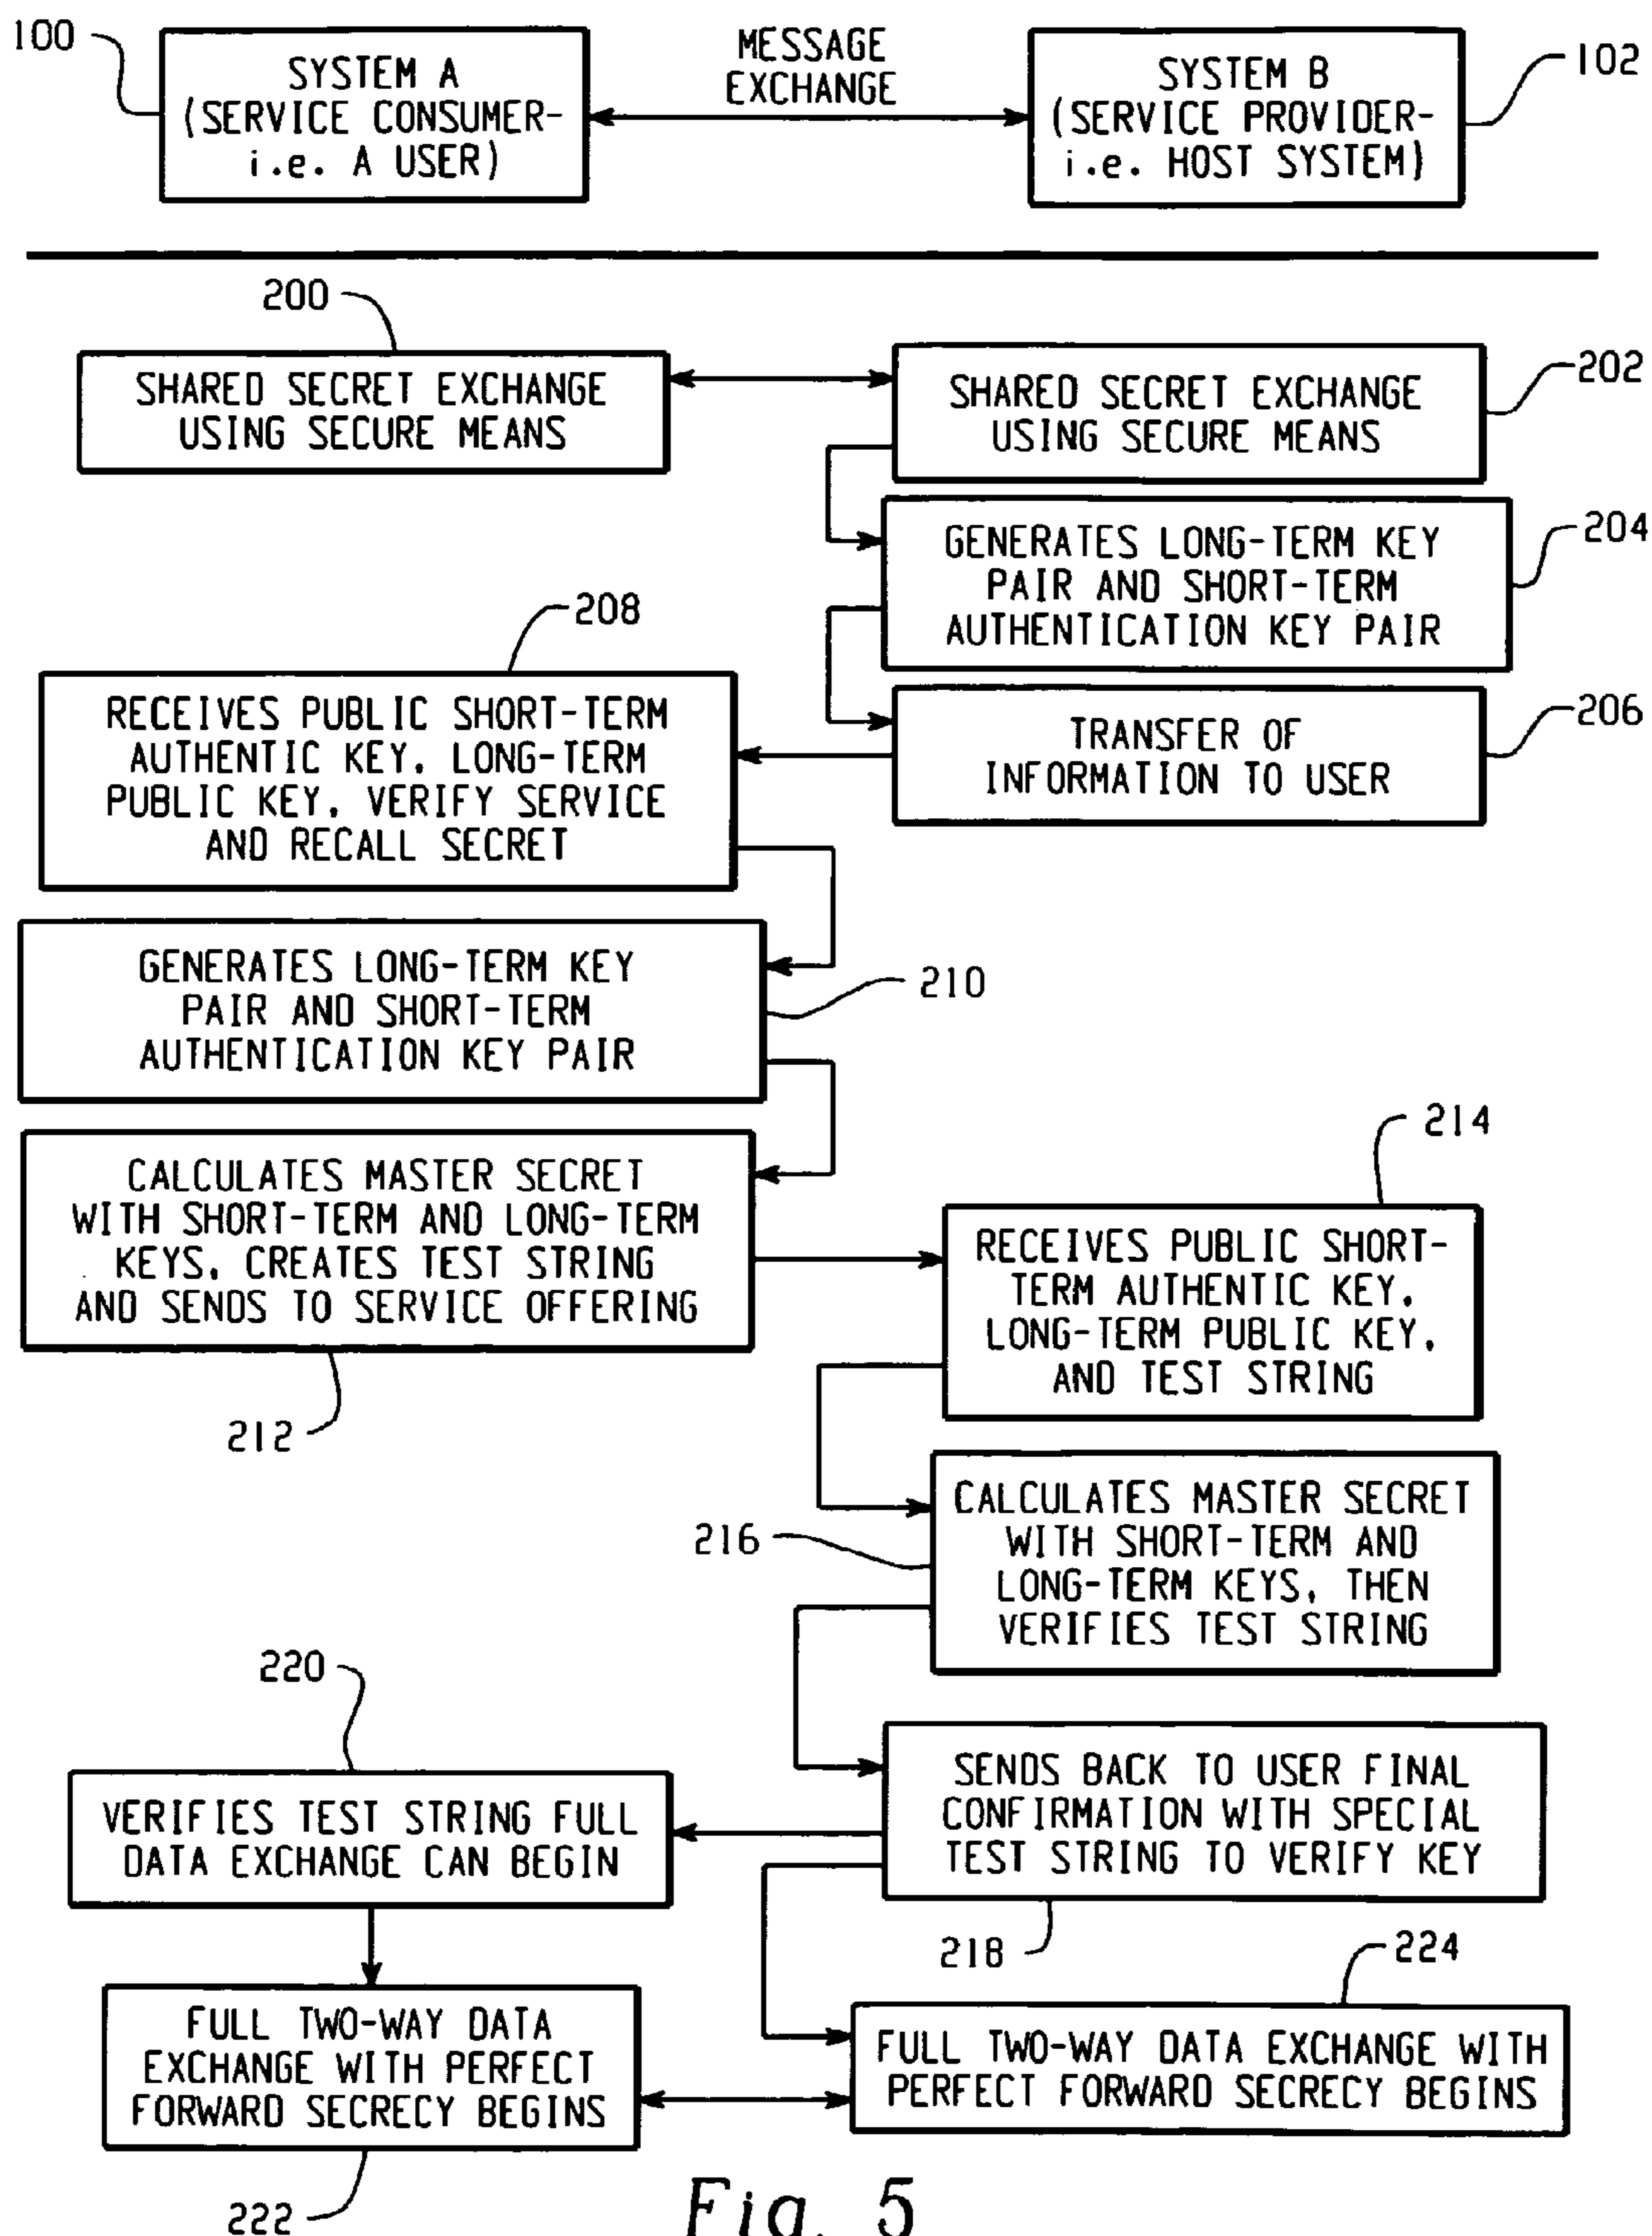 100
SYSTEM A
(SERVICE CONSUMER-
i.e. A USER)
MESSAGE
EXCHANGE
SYSTEM B
(SERVICE PROVIDER-
i.e. HOST SYSTEM)
102
200
SHARED SECRET EXCHANGE
USING SECURE MEANS
SHARED SECRET EXCHANGE
USING SECURE MEANS
202
GENERATES LONG-TERM KEY
PAIR AND SHORT-TERM
AUTHENTICATION KEY PAIR
204
TRANSFER OF
INFORMATION TO USER
206
208
RECEIVES PUBLIC SHORT-TERM
AUTHENTIC KEY, LONG-TERM
PUBLIC KEY, VERIFY SERVICE
AND RECALL SECRET
GENERATES LONG-TERM KEY
PAIR AND SHORT-TERM
AUTHENTICATION KEY PAIR
210
CALCULATES MASTER SECRET
WITH SHORT-TERM AND LONG-TERM
KEYS, CREATES TEST STRING
AND SENDS TO SERVICE OFFERING
212
214
RECEIVES PUBLIC SHORT-
TERM AUTHENTIC KEY,
LONG-TERM PUBLIC KEY,
AND TEST STRING
216
CALCULATES MASTER SECRET
WITH SHORT-TERM AND
LONG-TERM KEYS, THEN
VERIFIES TEST STRING
SENDS BACK TO USER FINAL
CONFIRMATION WITH SPECIAL
TEST STRING TO VERIFY KEY
218
220
VERIFIES TEST STRING FULL
DATA EXCHANGE CAN BEGIN
FULL TWO-WAY DATA
EXCHANGE WITH PERFECT
FORWARD SECRECY BEGINS
222
224
FULL TWO-WAY DATA EXCHANGE WITH
PERFECT FORWARD SECRECY BEGINS
Fig. 5